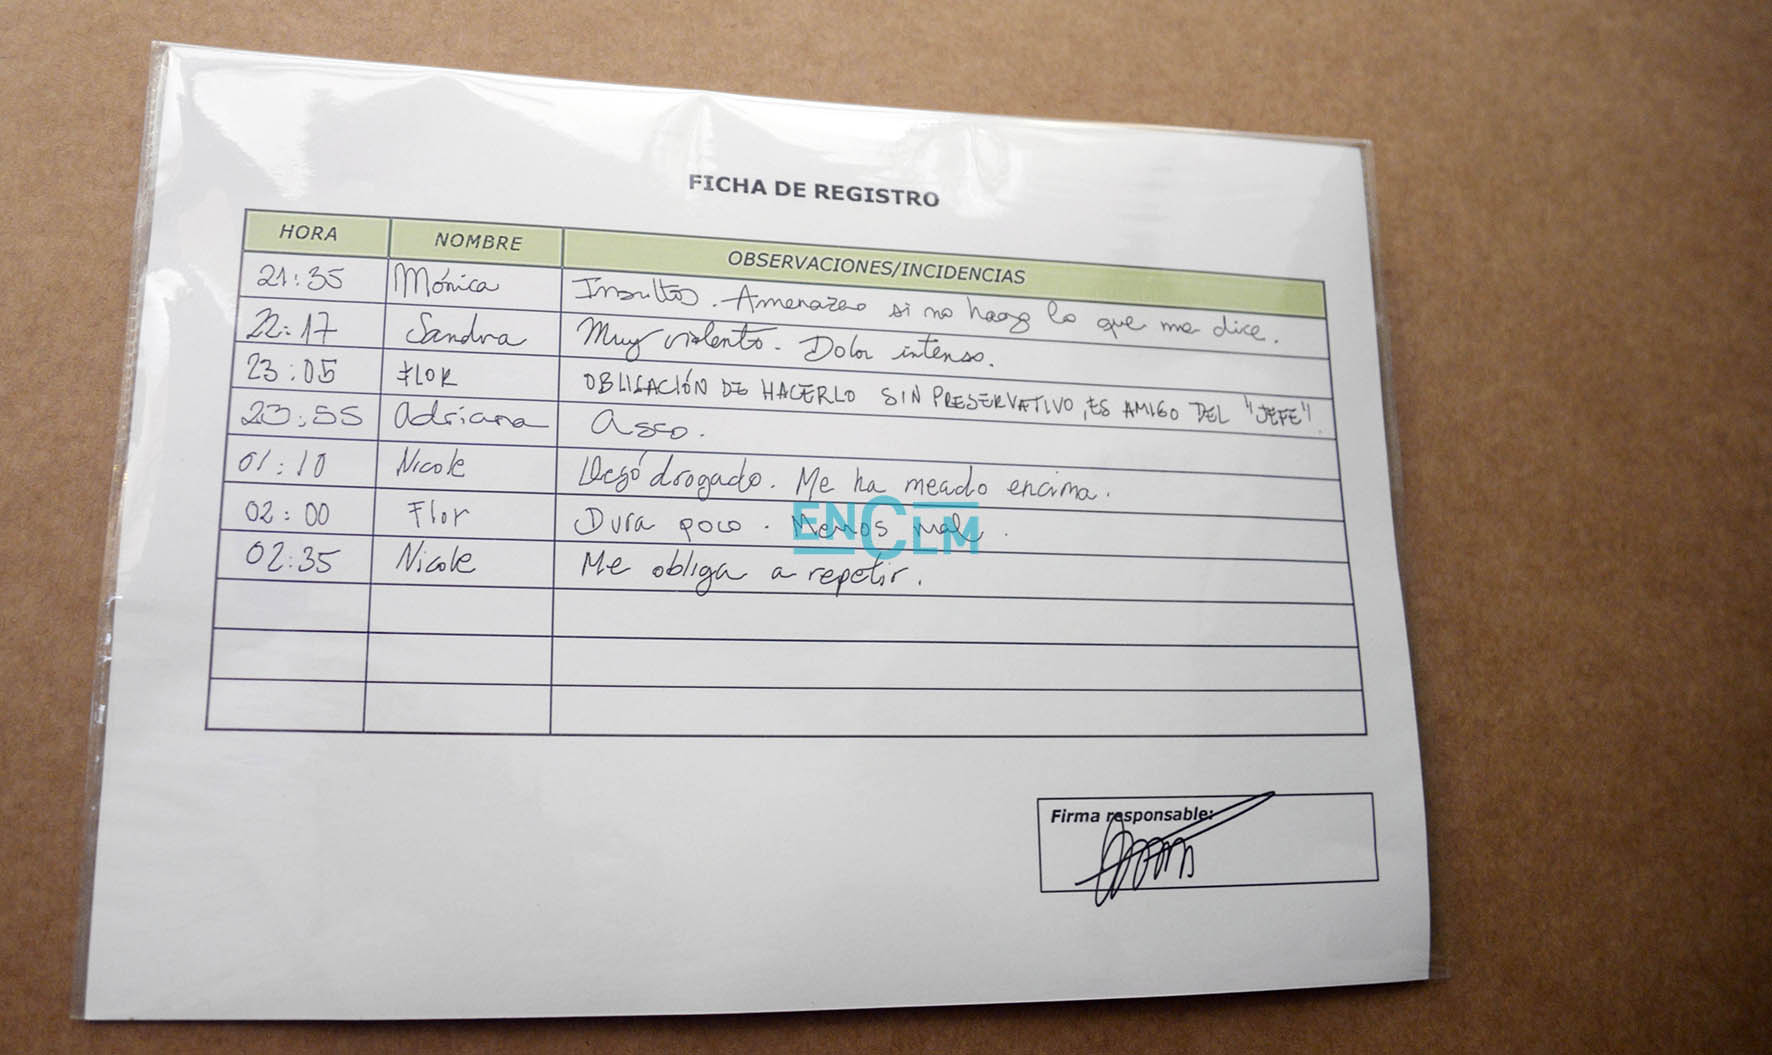 FICHA DE REGISTRO
HORA NOMBRE OBSERVACIONES/INCIDENCIAS
21:35 Mónica Insultos. Amenazas si no hago lo que me dice.
22:17 Sandra Muy violento. Dolor intenso.
23:05 FLOR OBLIGACIÓN DE HACERLO SIN PRESERVATIVO, ES AMIGO DEL "JEFE".
23:55 Adriana Asco.
01:10 Nicole Llegó drogado. Me ha meado encima.
02:00 Flor Dura poco. Menos mal.
ENCLM
02:35 Nicole Me obliga a repetir.
Firma responsable: